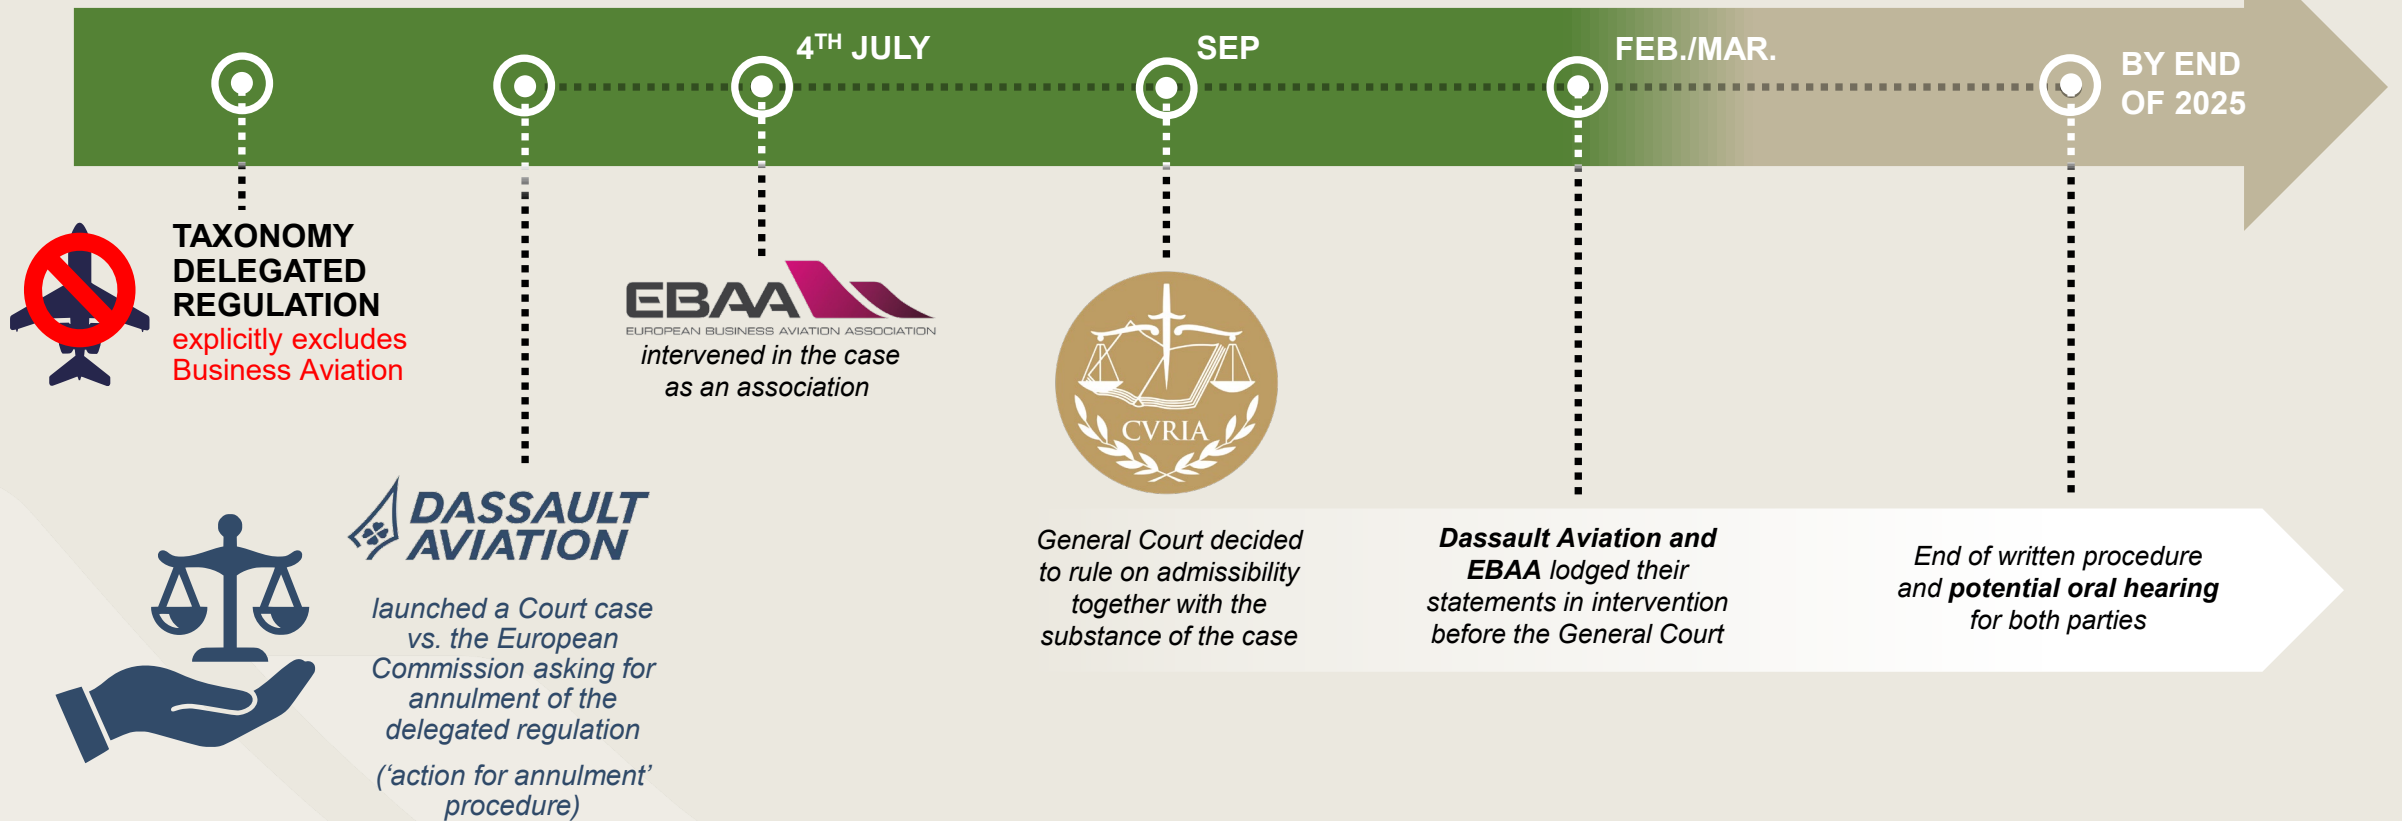 4TH JULY
SEP
FEB./MAR.
BY END
OF 2025
TAXONOMY
DELEGATED
REGULATION
explicitly excludes
Business Aviation
DASSAULT
AVIATION
launched a Court case
vs. the European
Commission asking for
annulment of the
delegated regulation
(‘action for annulment’
procedure)
EBAA
EUROPEAN BUSINESS AVIATION ASSOCIATION
intervened in the case
as an association
CVRIA
General Court decided
to rule on admissibility
together with the
substance of the case
Dassault Aviation and
EBAA lodged their
statements in intervention
before the General Court
End of written procedure
and potential oral hearing
for both parties